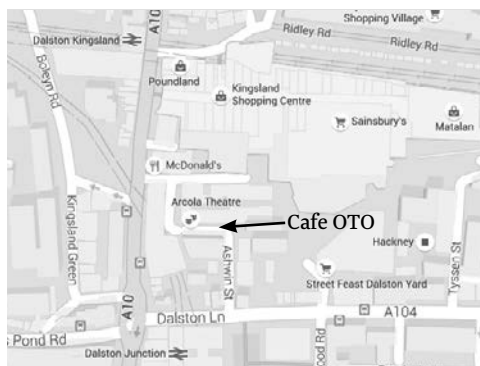 Shopping Village
Ridley Rd
Ridley Rd
A10
Dalston Kingsland
Boleyn Rd
Poundland
Kingsland
Shopping Centre
Sainsbury's
Matalan
McDonald's
Arcola Theatre
Cafe OTO
Kingsland Green
Ashwin St
Hackney
Tyssen St
Street Feast Dalston Yard
A10
Dalston Ln
A104
Pond Rd
Dalston Junction
Rd